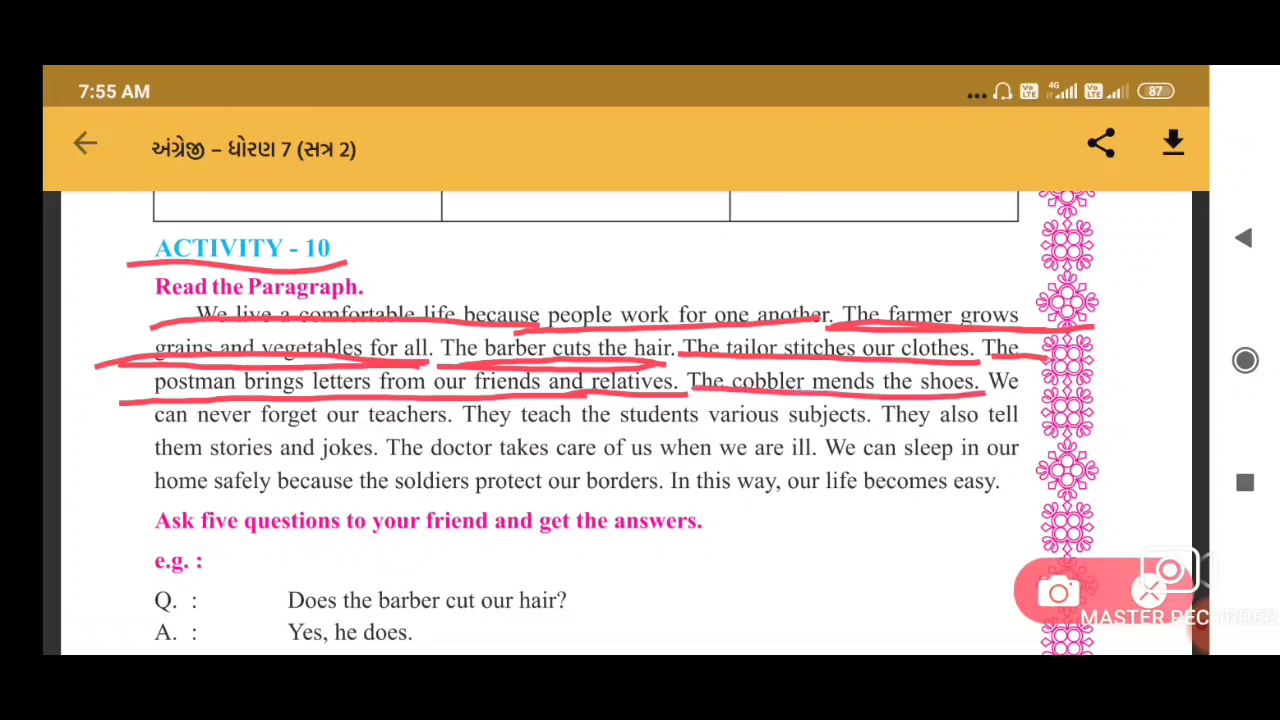 7:55 AM
4G
Vo LTE
Vo LTE
87
અંગ્રેજી – ધોરણ 7 (સત્ર 2)
ACTIVITY - 10
Read the Paragraph.
We live a comfortable life because people work for one another. The farmer grows
grains and vegetables for all. The barber cuts the hair. The tailor stitches our clothes. The
postman brings letters from our friends and relatives. The cobbler mends the shoes. We
can never forget our teachers. They teach the students various subjects. They also tell
them stories and jokes. The doctor takes care of us when we are ill. We can sleep in our
home safely because the soldiers protect our borders. In this way, our life becomes easy.
Ask five questions to your friend and get the answers.
e.g. :
Q. : Does the barber cut our hair?
A. : Yes, he does.
MASTER RECORDER